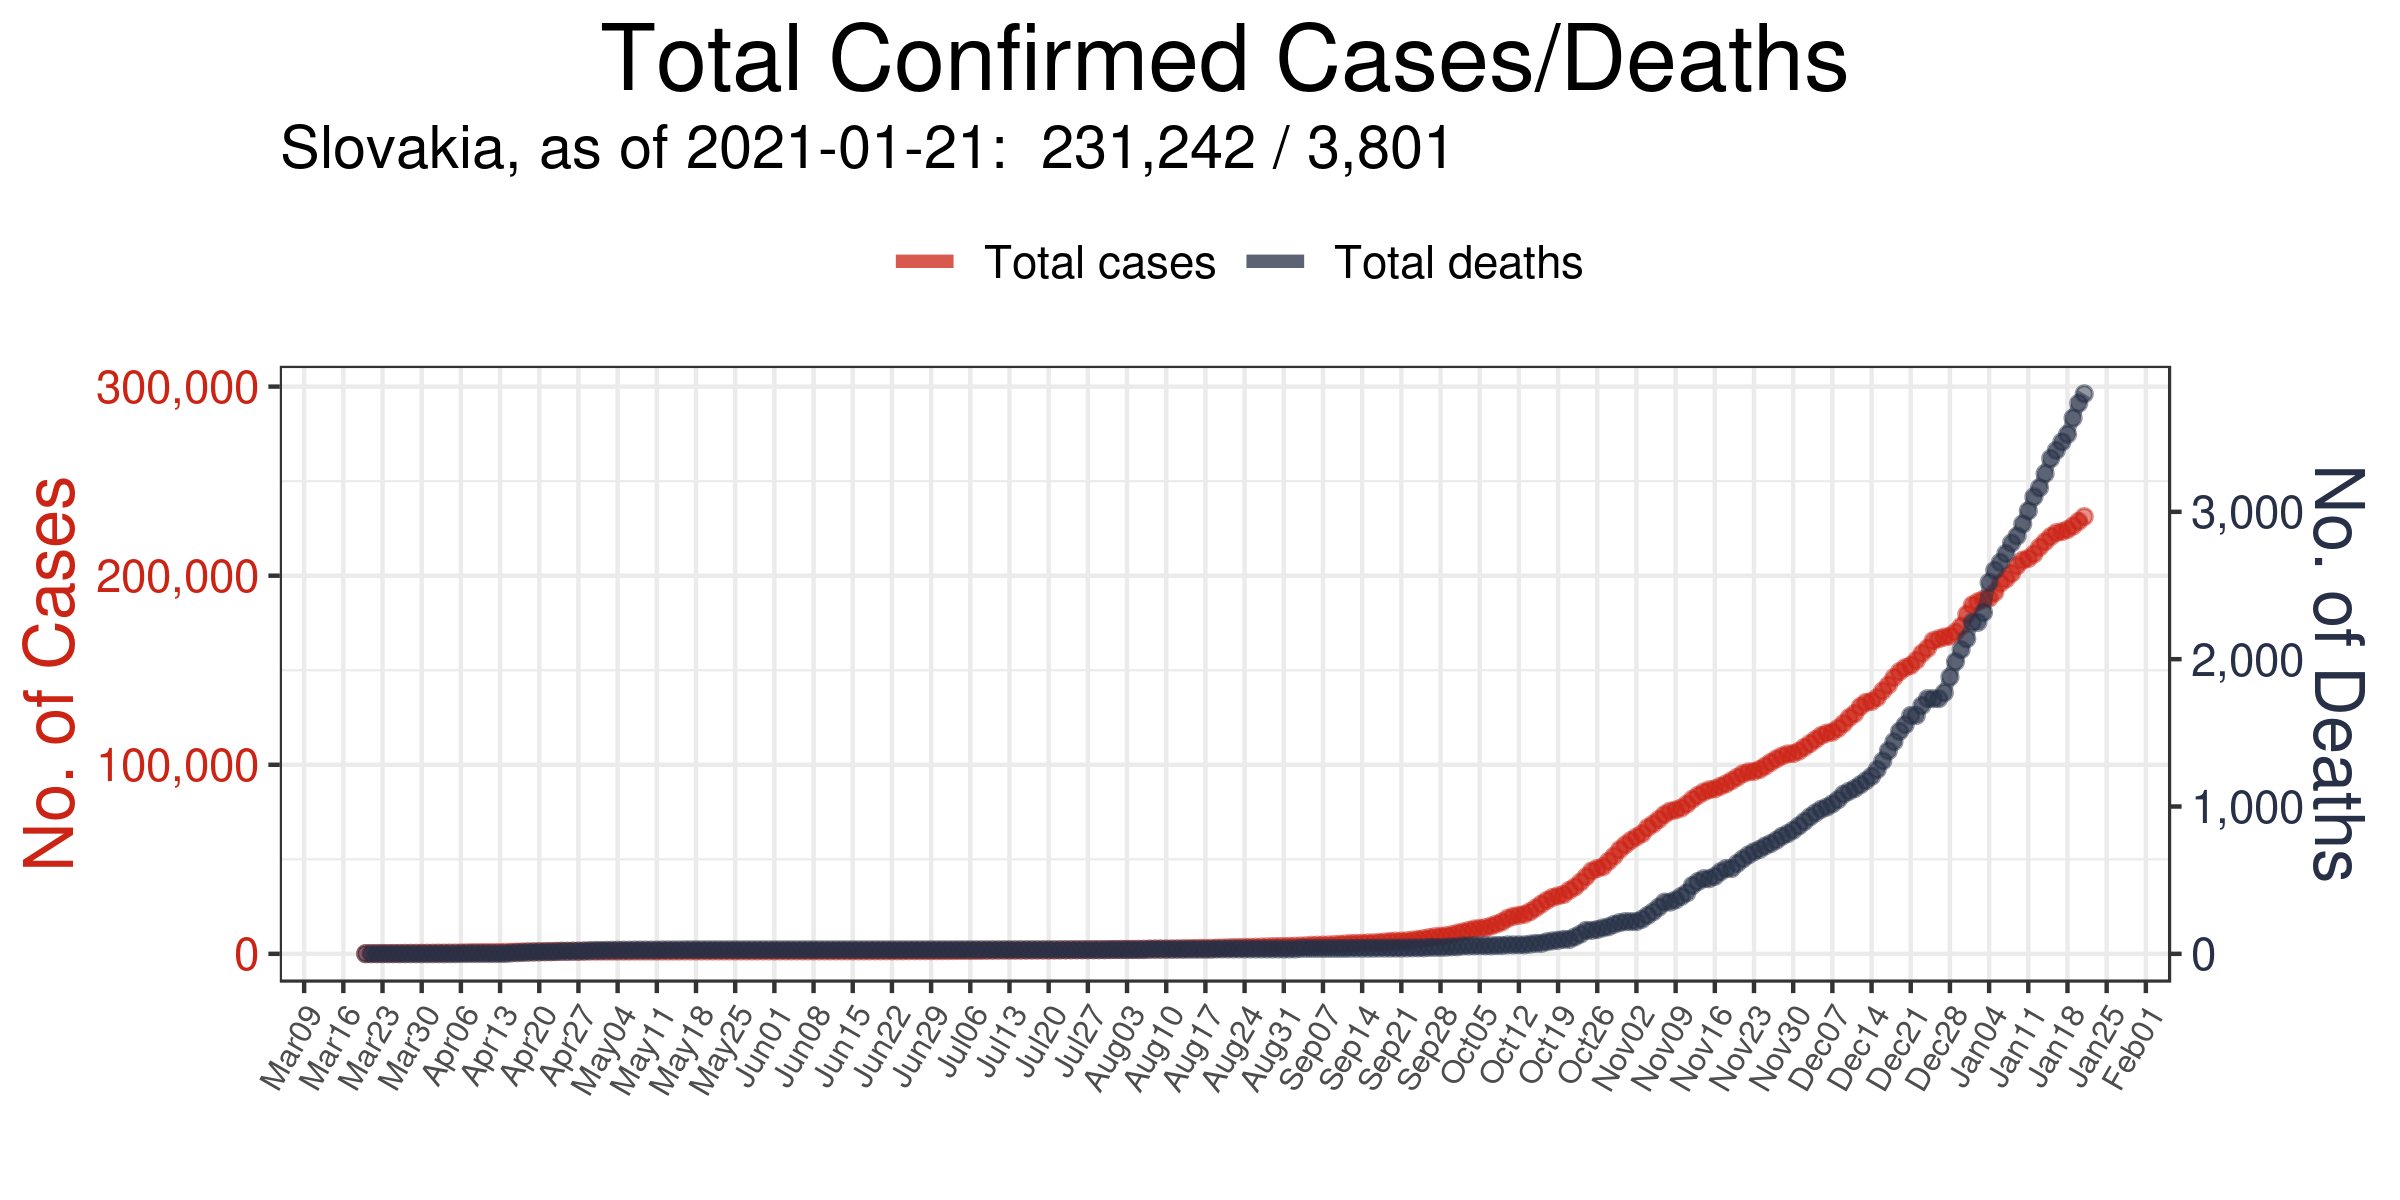 Total Confirmed Cases/Deaths
Slovakia, as of 2021-01-21:  231,242 / 3,801
Total cases
Total deaths
No. of Cases
300,000
200,000
100,000
0
3,000
2,000
1,000
0
No. of Deaths
Mar09
Mar16
Mar23
Mar30
Apr06
Apr13
Apr20
Apr27
May04
May11
May18
May25
Jun01
Jun08
Jun15
Jun22
Jun29
Jul06
Jul13
Jul20
Jul27
Aug03
Aug10
Aug17
Aug24
Aug31
Sep07
Sep14
Sep21
Sep28
Oct05
Oct12
Oct19
Oct26
Nov02
Nov09
Nov16
Nov23
Nov30
Dec07
Dec14
Dec21
Dec28
Jan04
Jan11
Jan18
Jan25
Feb01